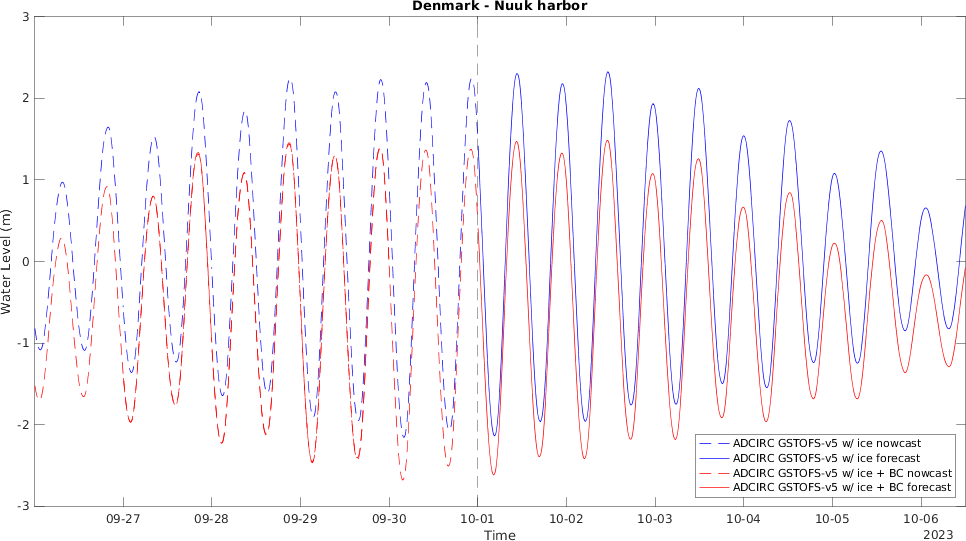 Denmark - Nuuk harbor
3
2
1
0
-1
-2
-3
Water Level (m)
09-27
09-28
09-29
09-30
10-01
10-02
10-03
10-04
10-05
10-06
Time
2023
ADCIRC GSTOFS-v5 w/ ice nowcast
ADCIRC GSTOFS-v5 w/ ice forecast
ADCIRC GSTOFS-v5 w/ ice + BC nowcast
ADCIRC GSTOFS-v5 w/ ice + BC forecast